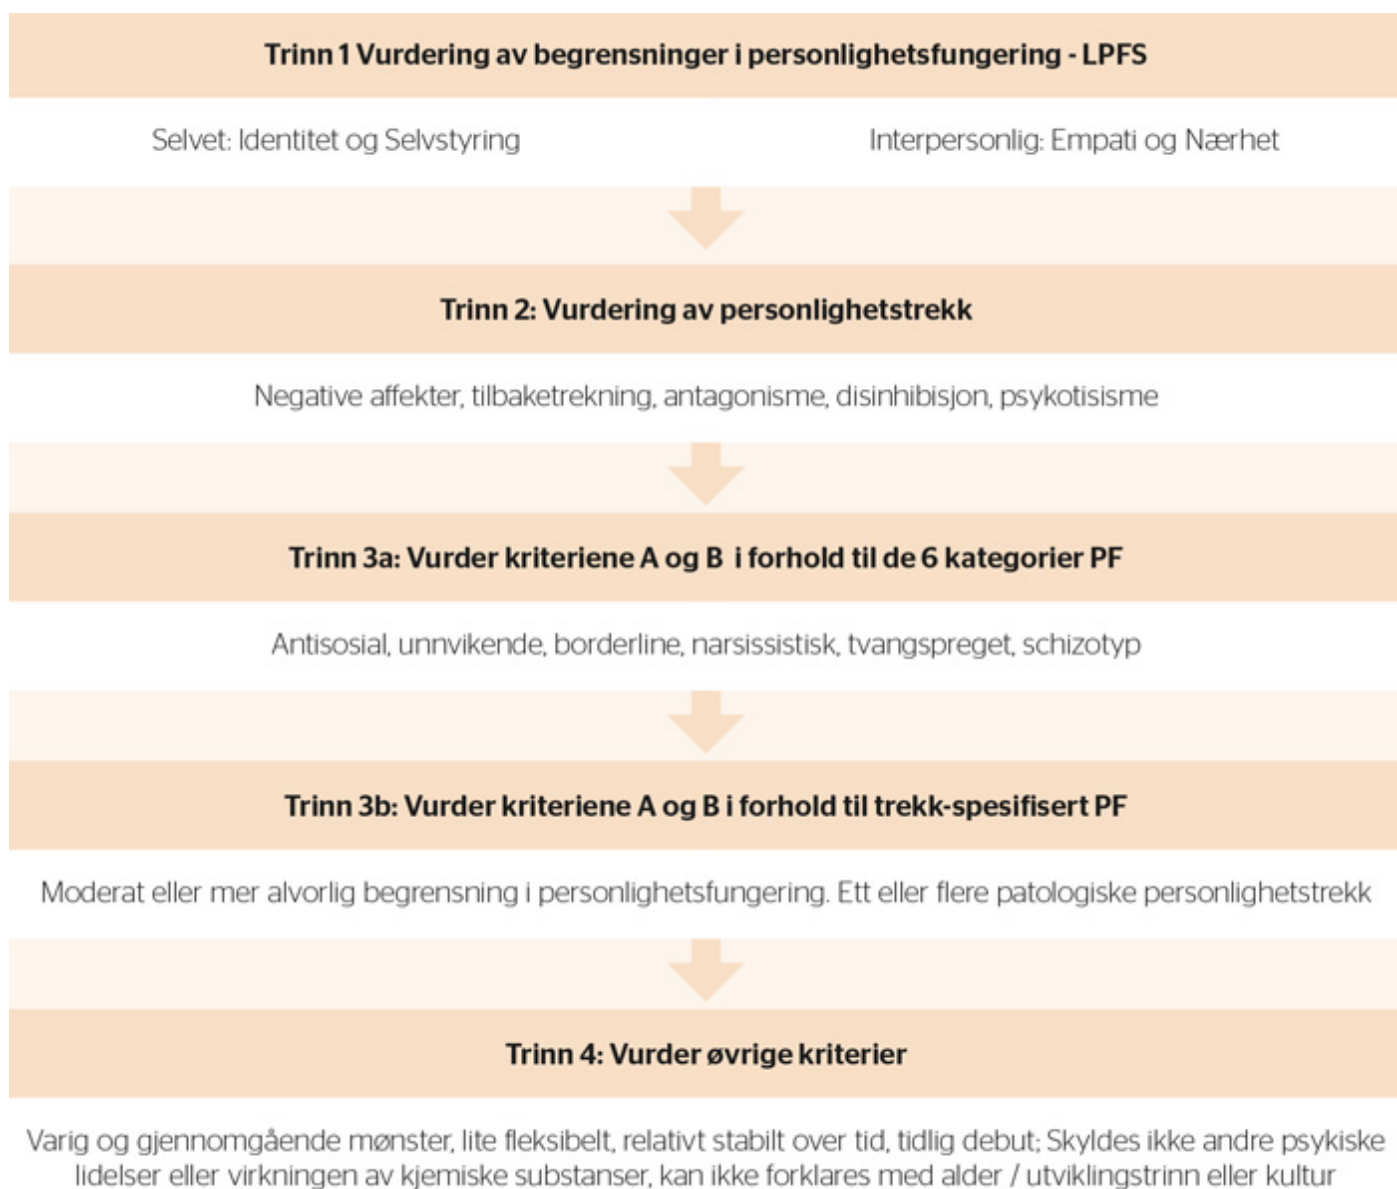 Trinn 1 Vurdering av begrensninger i personlighetsfungering - LPFS
Selvet: Identitet og Selvstyring
Interpersonlig: Empati og Nærhet
Trinn 2: Vurdering av personlighetstrekk
Negative affekter, tilbaketrekning, antagonisme, disinhibisjon, psykotisisme
Trinn 3a: Vurder kriteriene A og B i forhold til de 6 kategorier PF
Antisosial, unnvikende, borderline, narsissistisk, tvangspreget, schizotyp
Trinn 3b: Vurder kriteriene A og B i forhold til trekk-spesifisert PF
Moderat eller mer alvorlig begrensning i personlighetsfungering. Ett eller flere patologiske personlighetstrekk
Trinn 4: Vurder øvrige kriterier
Varig og gjennomgående mønster, lite fleksibelt, relativt stabilt over tid, tidlig debut; Skyldes ikke andre psykiske
lidelser eller virkningen av kjemiske substanser, kan ikke forklares med alder / utviklingstrinn eller kultur